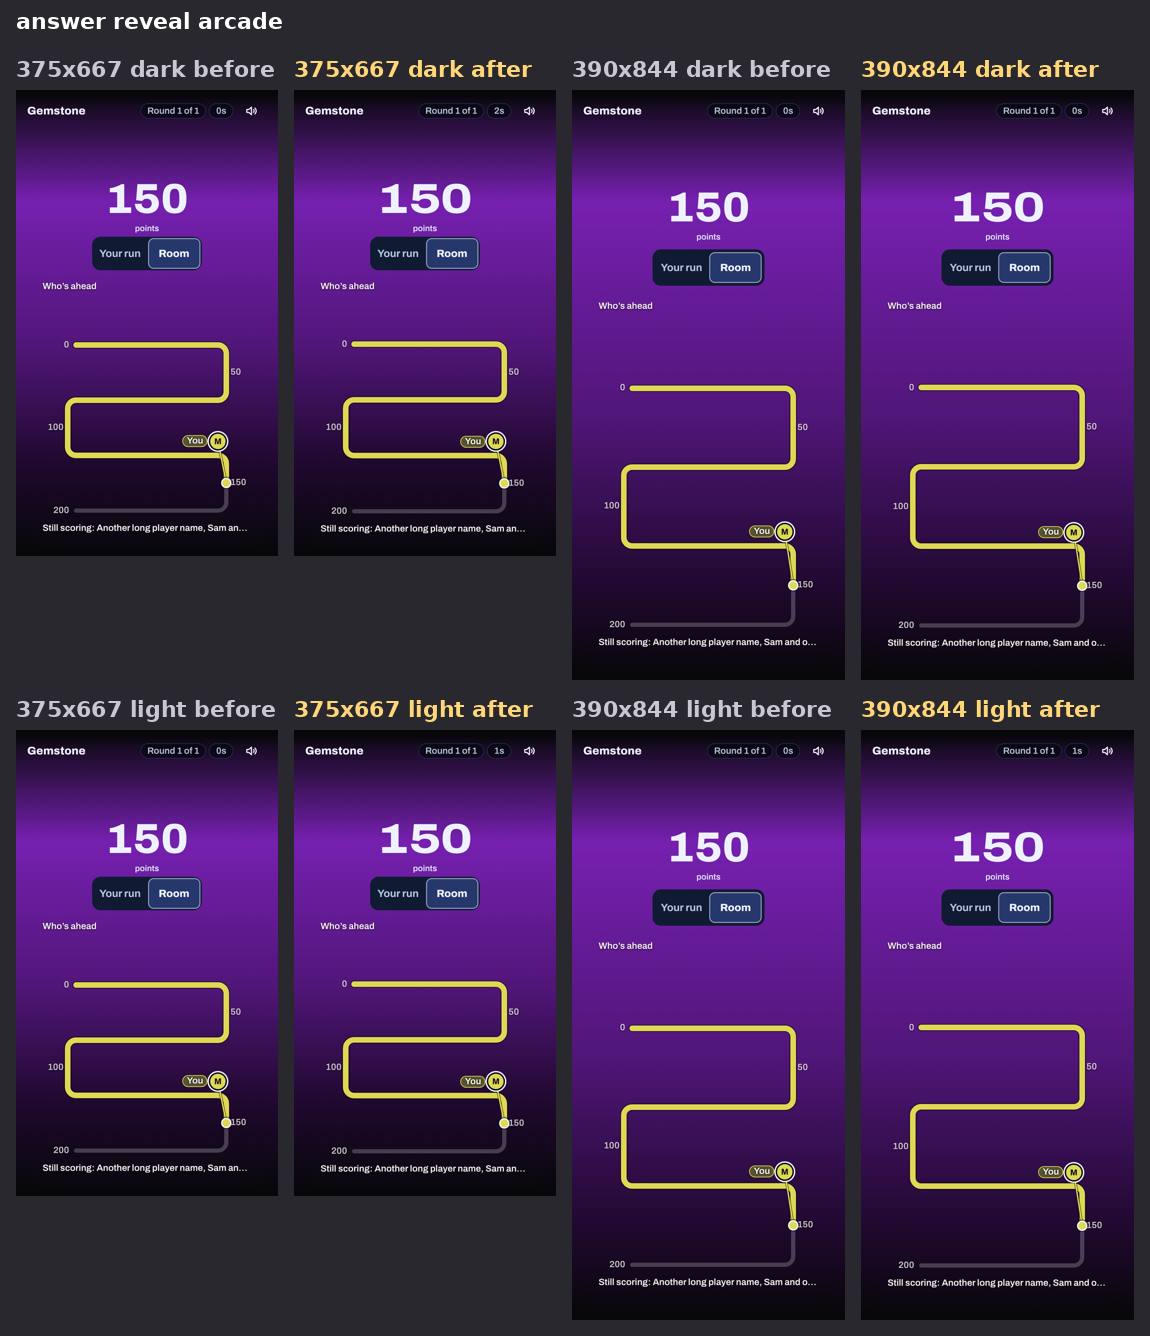 answer reveal arcade
375x667 dark before
375x667 dark after
390x844 dark before
390x844 dark after
Gemstone Round 1 of 1 0s
150
points
Your run Room
Who's ahead
0
50
100
You M
150
200
Still scoring: Another long player name, Sam an...
Gemstone Round 1 of 1 2s
150
points
Your run Room
Who's ahead
0
50
100
You M
150
200
Still scoring: Another long player name, Sam an...
Gemstone Round 1 of 1 0s
150
points
Your run Room
Who's ahead
0
50
100
You M
150
200
Still scoring: Another long player name, Sam and o...
Gemstone Round 1 of 1 0s
150
points
Your run Room
Who's ahead
0
50
100
You M
150
200
Still scoring: Another long player name, Sam and o...
375x667 light before
375x667 light after
390x844 light before
390x844 light after
Gemstone Round 1 of 1 0s
150
points
Your run Room
Who's ahead
0
50
100
You M
150
200
Still scoring: Another long player name, Sam an...
Gemstone Round 1 of 1 1s
150
points
Your run Room
Who's ahead
0
50
100
You M
150
200
Still scoring: Another long player name, Sam an...
Gemstone Round 1 of 1 0s
150
points
Your run Room
Who's ahead
0
50
100
You M
150
200
Still scoring: Another long player name, Sam and o...
Gemstone Round 1 of 1 1s
150
points
Your run Room
Who's ahead
0
50
100
You M
150
200
Still scoring: Another long player name, Sam and o...